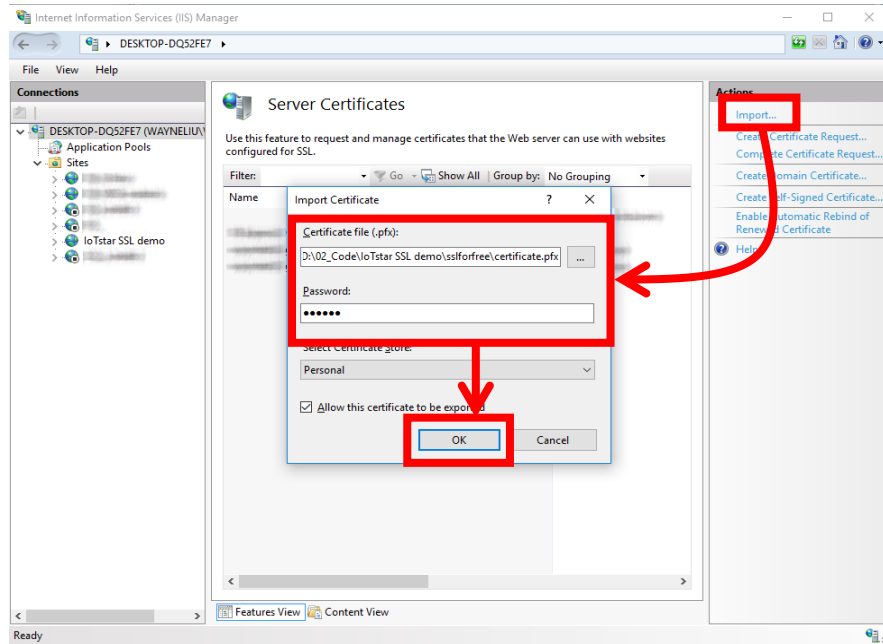 Internet Information Services (IIS) Manager
DESKTOP-DQ52FE7
File View Help
Connections
DESKTOP-DQ52FE7 (WAYNELIU\
Application Pools
Sites
IoTstar SSL demo
Server Certificates
Use this feature to request and manage certificates that the Web server can use with websites
configured for SSL.
Filter: Go Show All Group by: No Grouping
Name
Import Certificate
Certificate file (.pfx):
D:\02_Code\IoTstar SSL demo\sslforfree\certificate.pfx
...
Password:
Select Certificate Store:
Personal
Allow this certificate to be exported
OK Cancel
Features View Content View
Actions
Import...
Create Certificate Request...
Complete Certificate Request...
Create Domain Certificate...
Create Self-Signed Certificate...
Enable Automatic Rebind of
Renewed Certificate
Help
Ready